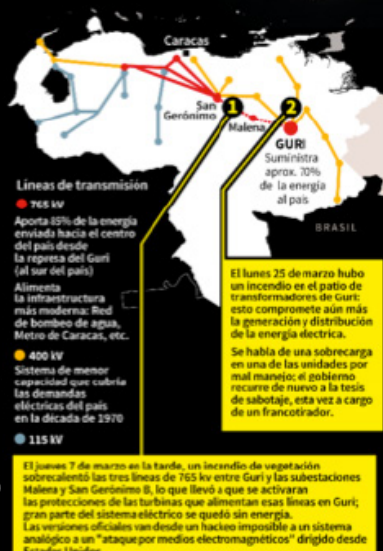 Caracas
San
Gerónimo
1
Malena
2
GURI
Suministra
aprox. 70%
de la energía
al país
BRASIL
Líneas de transmisión
765 kV
Aporta 85% de la energía
enviada hacia el centro
del país desde
la represa del Guri
(al sur del país)
Alimenta
la infraestructura
más moderna: Red
de bombeo de agua,
Metro de Caracas, etc.
400 kV
Sistema de menor
capacidad que cubría
las demandas
eléctricas del país
en la década de 1970
115 kV
El lunes 25 de marzo hubo
un incendio en el patio de
transformadores de Guri:
esto compromete aún más
la generación y distribución
de la energía electrica.
Se habla de una sobrecarga
en una de las unidades por
mal manejo; el gobierno
recurre de nuevo a la tesis
de sabotaje, esta vez a cargo
de un francotirador.
El jueves 7 de marzo en la tarde, un incendio de vegetación
sobrecalentó las tres líneas de 765 kv entre Guri y las subestaciones
Malena y San Gerónimo B, lo que llevó a que se activaran
las protecciones de las turbinas que alimentan esas líneas en Guri;
gran parte del sistema eléctrico se quedó sin energía.
Las versiones oficiales van desde un hackeo imposible a un sistema
analógico a un "ataque por medios electromagnéticos" dirigido desde
Estados Unidos